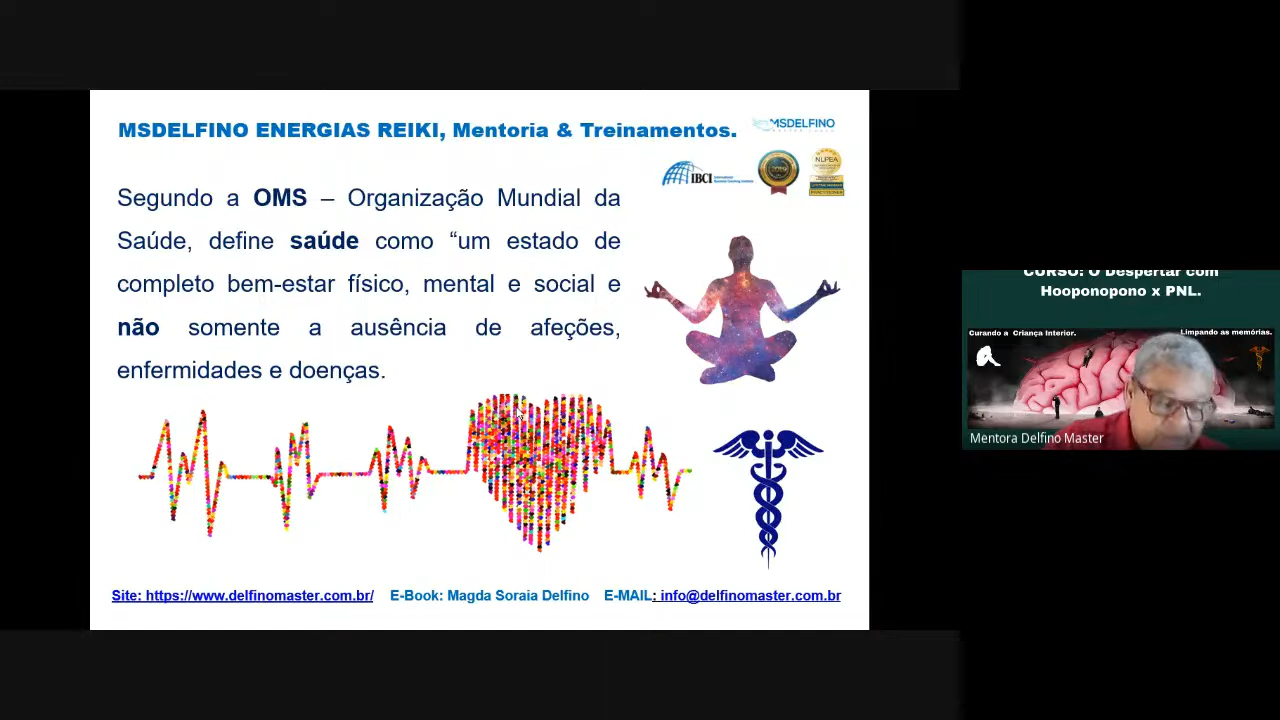 MSDELFINO ENERGIAS REIKI, Mentoria & Treinamentos.
MSDELFINO
IBCI
NLPEA
Segundo a OMS – Organização Mundial da
Saúde, define saúde como “um estado de
completo bem-estar físico, mental e social e
não somente a ausência de afeções,
enfermidades e doenças.
Site: https://www.delfinomaster.com.br/ E-Book: Magda Soraia Delfino E-MAIL: info@delfinomaster.com.br
CURSO: O Despertar com
Hooponopono x PNL.
Curando a Criança Interior.
Limpando as memórias.
Mentora Delfino Master